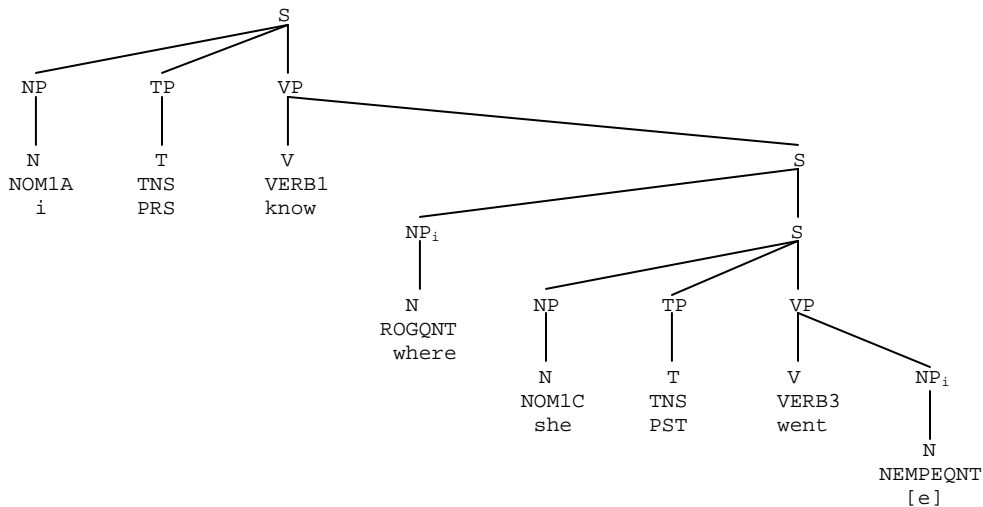 S
NP TP VP
N T V S
NOM1A TNS VERB1
i PRS know
NPᵢ S
N NP TP VP
ROGQNT
where
N T V NPᵢ
NOM1C TNS VERB3
she PST went
N
NEMPEQNT
[e]